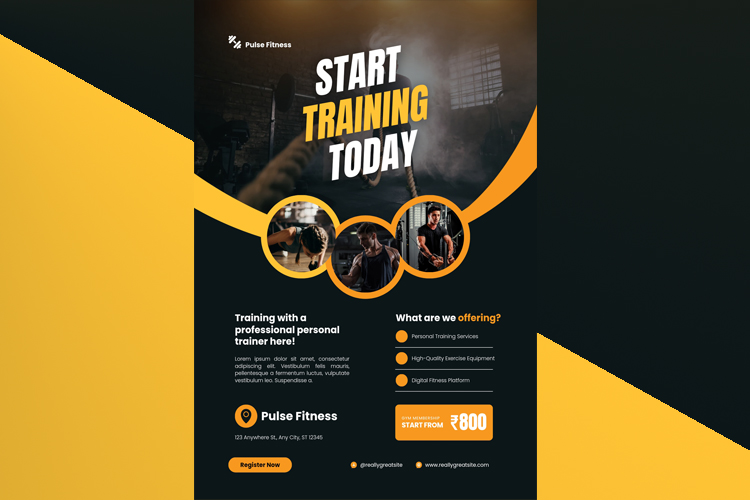 Pulse Fitness
START
TRAINING
TODAY
Training with a
professional personal
trainer here!
Lorem ipsum dolor sit amet, consectetur
adipiscing elit. Vestibulum felis mauris,
pellentesque a fermentum luctus, vulputate
vestibulum leo. Suspendisse a.
Pulse Fitness
123 Anywhere St., Any City, ST 12345
Register Now
What are we offering?
Personal Training Services
High-Quality Exercise Equipment
Digital Fitness Platform
GYM MEMBERSHIP
START FROM
₹800
@reallygreatsite
www.reallygreatsite.com